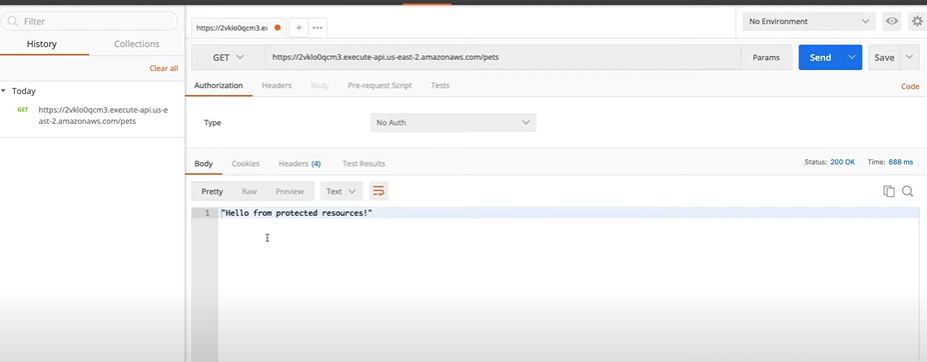 Filter
History
Collections
Clear all
Today
GET
https://2vklo0qcm3.execute-api.us-e
ast-2.amazonaws.com/pets
https://2vklo0qcm3.ex
+
•••
No Environment
GET
https://2vklo0qcm3.execute-api.us-east-2.amazonaws.com/pets
Params
Send
Save
Authorization
Headers
Body
Pre-request Script
Tests
Code
Type
No Auth
Body
Cookies
Headers (4)
Test Results
Status: 200 OK
Time: 688 ms
Pretty
Raw
Preview
Text
1
"Hello from protected resources!"